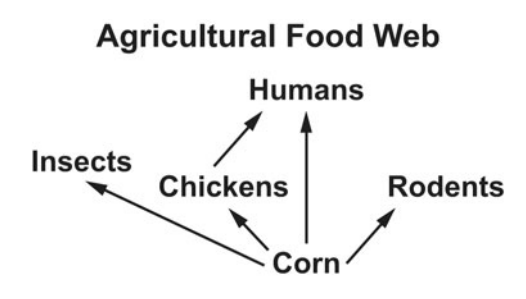 Agricultural Food Web
Humans
Insects
Chickens
Rodents
Corn